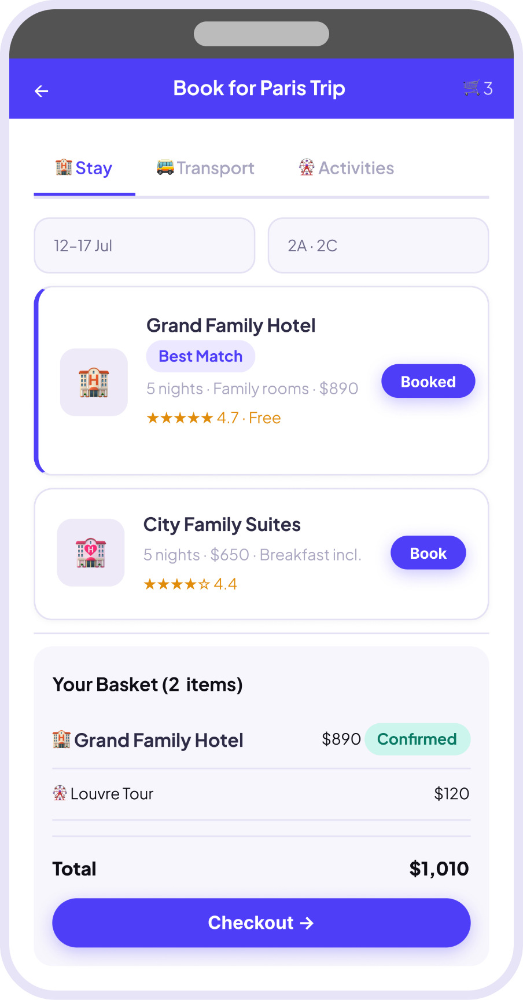 ← Book for Paris Trip 🛒 3
🏨 Stay 🚌 Transport 🎡 Activities
12–17 Jul 2A · 2C
Grand Family Hotel
Best Match
5 nights · Family rooms · $890
★★★★★ 4.7 · Free
Booked
City Family Suites
5 nights · $650 · Breakfast incl.
★★★★☆ 4.4
Book
Your Basket (2 items)
🏨 Grand Family Hotel $890 Confirmed
🎡 Louvre Tour $120
Total $1,010
Checkout →